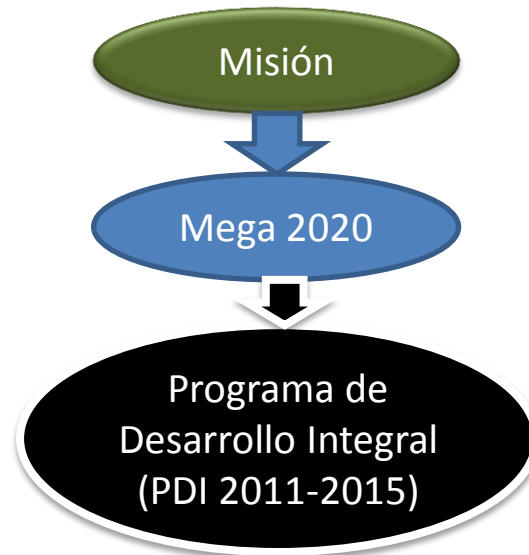 Misión
Mega 2020
Programa de
Desarrollo Integral
(PDI 2011-2015)